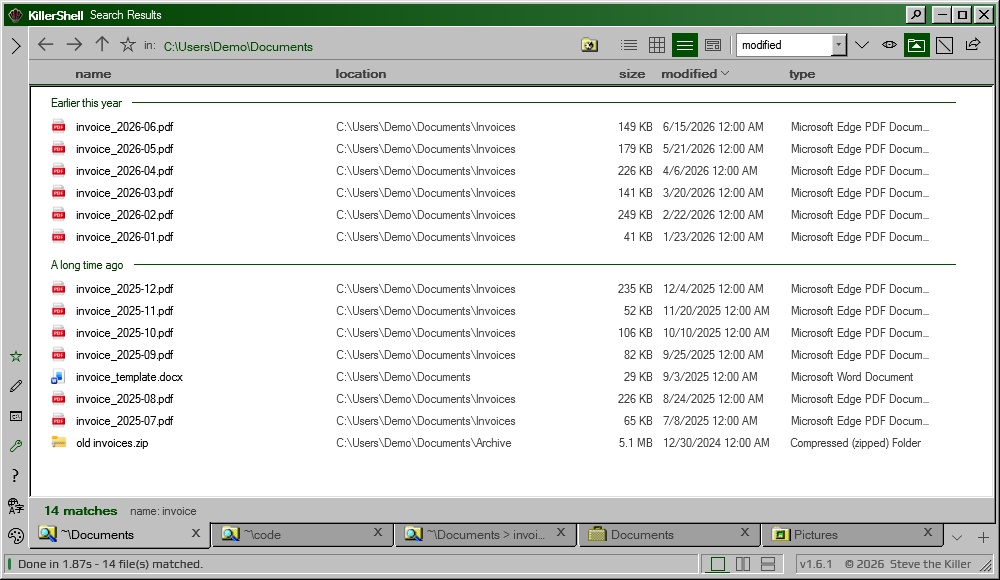 KillerShell Search Results
in: C:\Users\Demo\Documents
modified
name location size modified type
Earlier this year
invoice_2026-06.pdf C:\Users\Demo\Documents\Invoices 149 KB 6/15/2026 12:00 AM Microsoft Edge PDF Docum...
invoice_2026-05.pdf C:\Users\Demo\Documents\Invoices 179 KB 5/21/2026 12:00 AM Microsoft Edge PDF Docum...
invoice_2026-04.pdf C:\Users\Demo\Documents\Invoices 226 KB 4/6/2026 12:00 AM Microsoft Edge PDF Docum...
invoice_2026-03.pdf C:\Users\Demo\Documents\Invoices 141 KB 3/20/2026 12:00 AM Microsoft Edge PDF Docum...
invoice_2026-02.pdf C:\Users\Demo\Documents\Invoices 249 KB 2/22/2026 12:00 AM Microsoft Edge PDF Docum...
invoice_2026-01.pdf C:\Users\Demo\Documents\Invoices 41 KB 1/23/2026 12:00 AM Microsoft Edge PDF Docum...
A long time ago
invoice_2025-12.pdf C:\Users\Demo\Documents\Invoices 235 KB 12/4/2025 12:00 AM Microsoft Edge PDF Docum...
invoice_2025-11.pdf C:\Users\Demo\Documents\Invoices 52 KB 11/20/2025 12:00 AM Microsoft Edge PDF Docum...
invoice_2025-10.pdf C:\Users\Demo\Documents\Invoices 106 KB 10/10/2025 12:00 AM Microsoft Edge PDF Docum...
invoice_2025-09.pdf C:\Users\Demo\Documents\Invoices 82 KB 9/25/2025 12:00 AM Microsoft Edge PDF Docum...
invoice_template.docx C:\Users\Demo\Documents 29 KB 9/3/2025 12:00 AM Microsoft Word Document
invoice_2025-08.pdf C:\Users\Demo\Documents\Invoices 226 KB 8/24/2025 12:00 AM Microsoft Edge PDF Docum...
invoice_2025-07.pdf C:\Users\Demo\Documents\Invoices 65 KB 7/8/2025 12:00 AM Microsoft Edge PDF Docum...
old invoices.zip C:\Users\Demo\Documents\Archive 5.1 MB 12/30/2024 12:00 AM Compressed (zipped) Folder
14 matches name: invoice
~\Documents X ~\code X ~\Documents > invoi... X Documents X Pictures X
Done in 1.87s - 14 file(s) matched. v1.6.1 © 2026 Steve the Killer